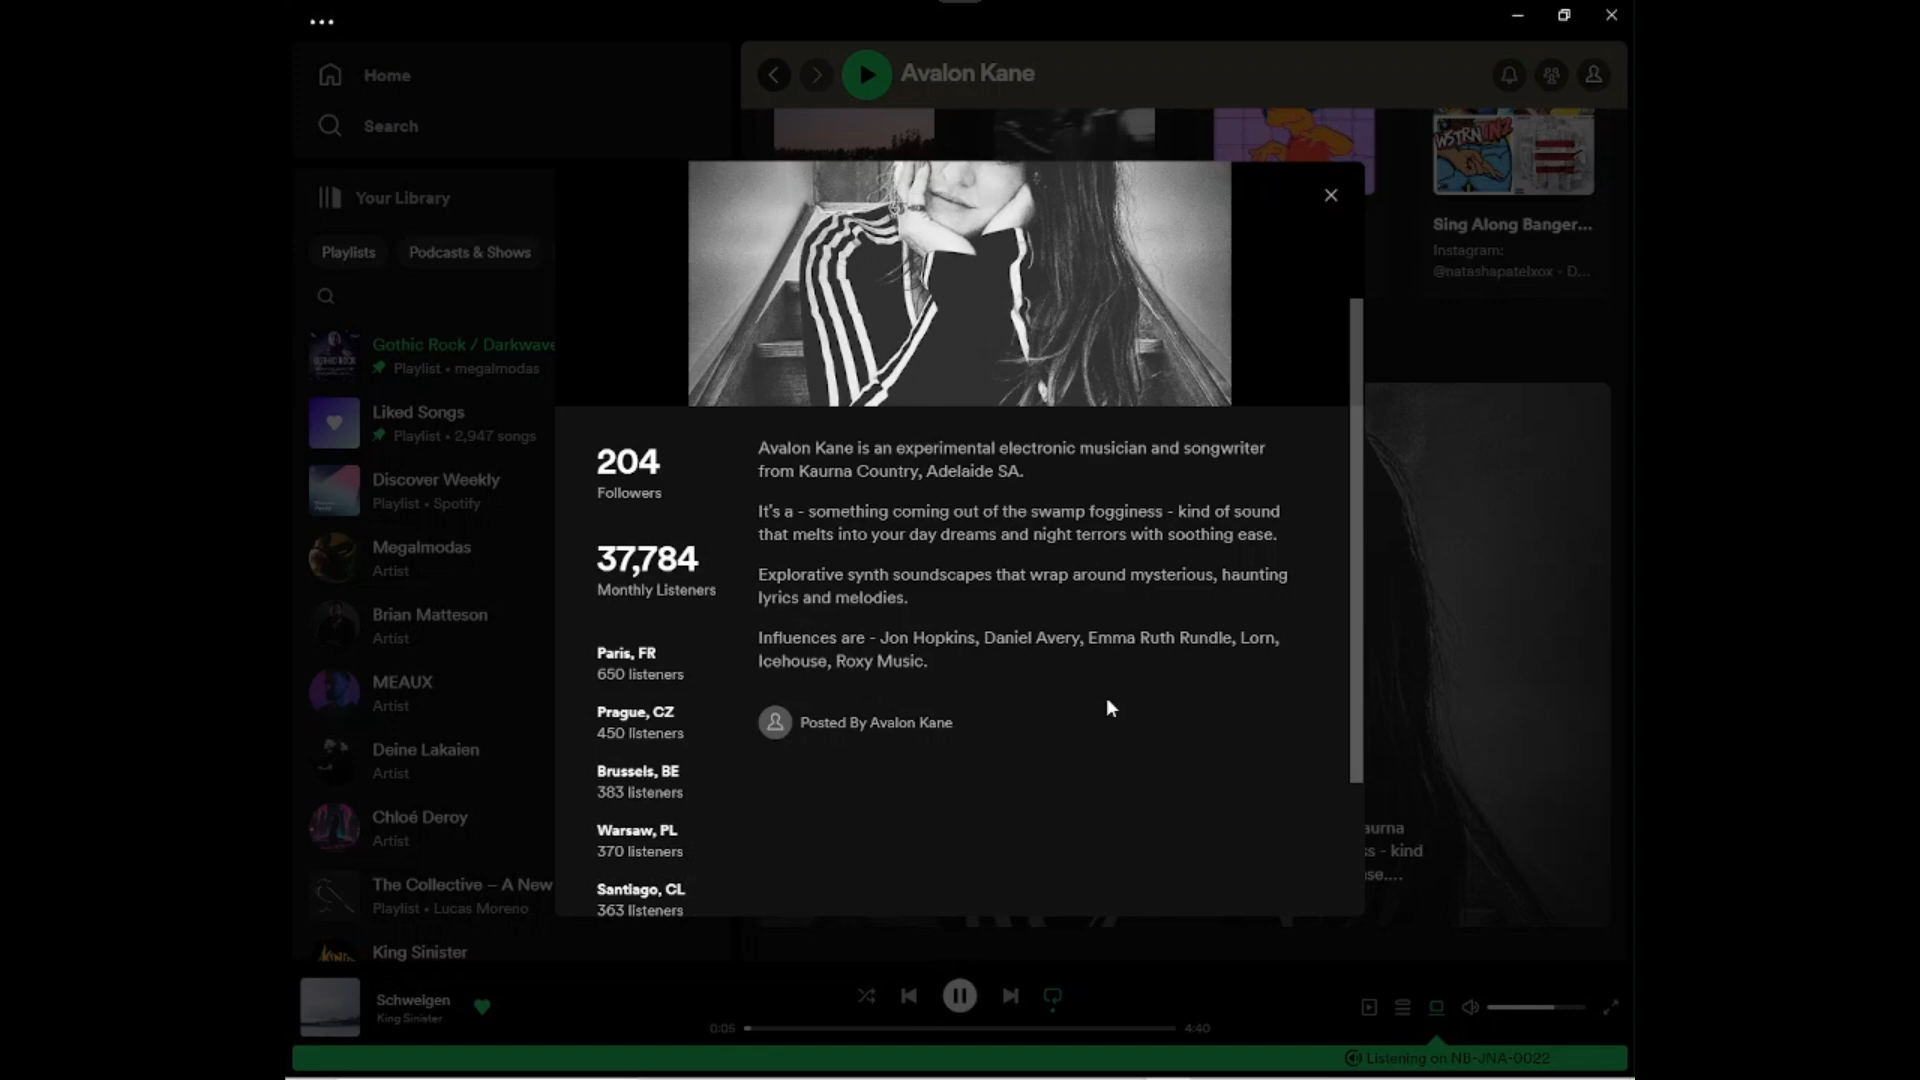 Home
Search
Avalon Kane
WSTRN IN2
Sing Along Banger...
Instagram:
@natashapatelxox - D...
Your Library
Playlists
Podcasts & Shows
Gothic Rock / Darkwave
Playlist • megalmodas
Liked Songs
Playlist • 2,947 songs
Discover Weekly
Playlist • Spotify
Megalmodas
Artist
Brian Matteson
Artist
MEAUX
Artist
Deine Lakaien
Artist
Chloé Deroy
Artist
The Collective – A New
Playlist • Lucas Moreno
King Sinister
204
Followers
37,784
Monthly Listeners
Paris, FR
650 listeners
Prague, CZ
450 listeners
Brussels, BE
383 listeners
Warsaw, PL
370 listeners
Santiago, CL
363 listeners
Avalon Kane is an experimental electronic musician and songwriter
from Kaurna Country, Adelaide SA.
It's a - something coming out of the swamp fogginess - kind of sound
that melts into your day dreams and night terrors with soothing ease.
Explorative synth soundscapes that wrap around mysterious, haunting
lyrics and melodies.
Influences are - Jon Hopkins, Daniel Avery, Emma Ruth Rundle, Lorn,
Icehouse, Roxy Music.
Posted By Avalon Kane
aurna
s - kind
se....
Schweigen
King Sinister
0:05
4:40
Listening on NB-JNA-0022